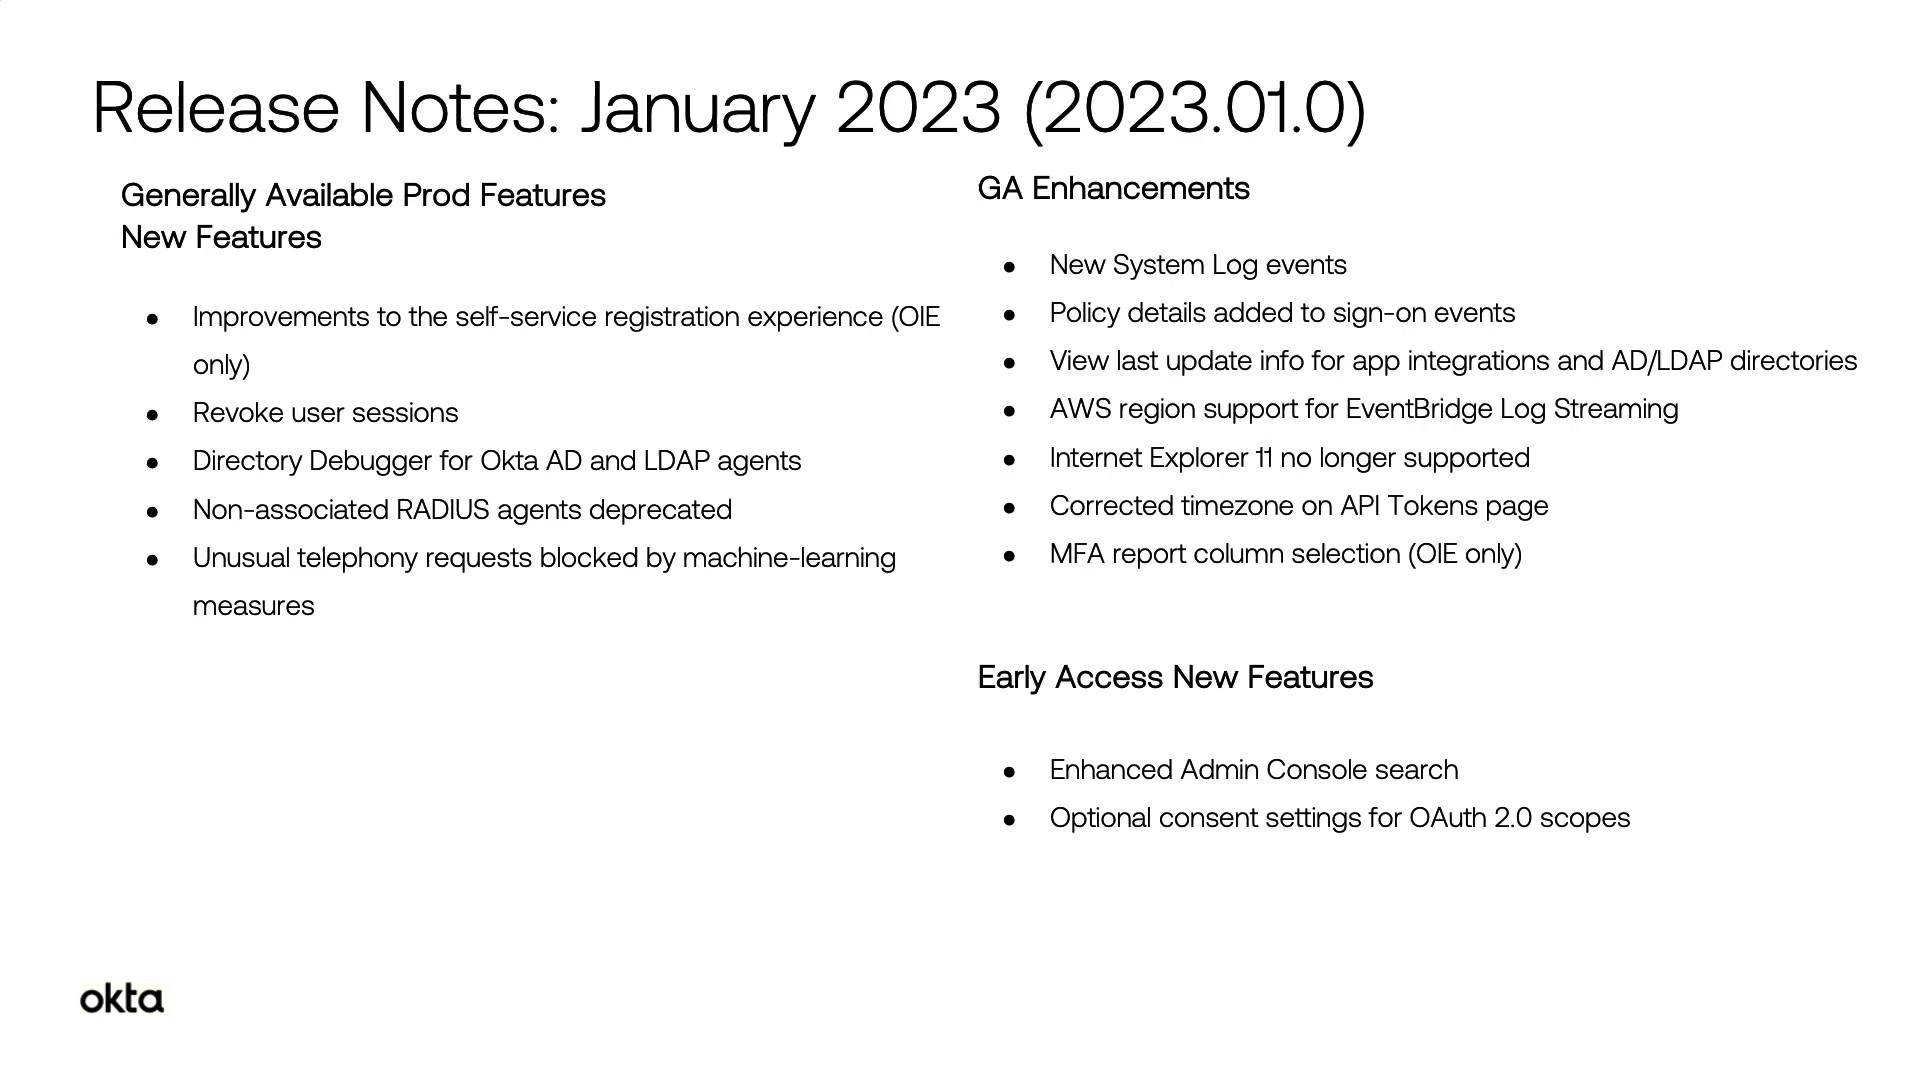 Release Notes: January 2023 (2023.01.0)
Generally Available Prod Features
New Features
● Improvements to the self-service registration experience (OIE
only)
● Revoke user sessions
● Directory Debugger for Okta AD and LDAP agents
● Non-associated RADIUS agents deprecated
● Unusual telephony requests blocked by machine-learning
measures
GA Enhancements
● New System Log events
● Policy details added to sign-on events
● View last update info for app integrations and AD/LDAP directories
● AWS region support for EventBridge Log Streaming
● Internet Explorer 11 no longer supported
● Corrected timezone on API Tokens page
● MFA report column selection (OIE only)
Early Access New Features
● Enhanced Admin Console search
● Optional consent settings for OAuth 2.0 scopes
okta